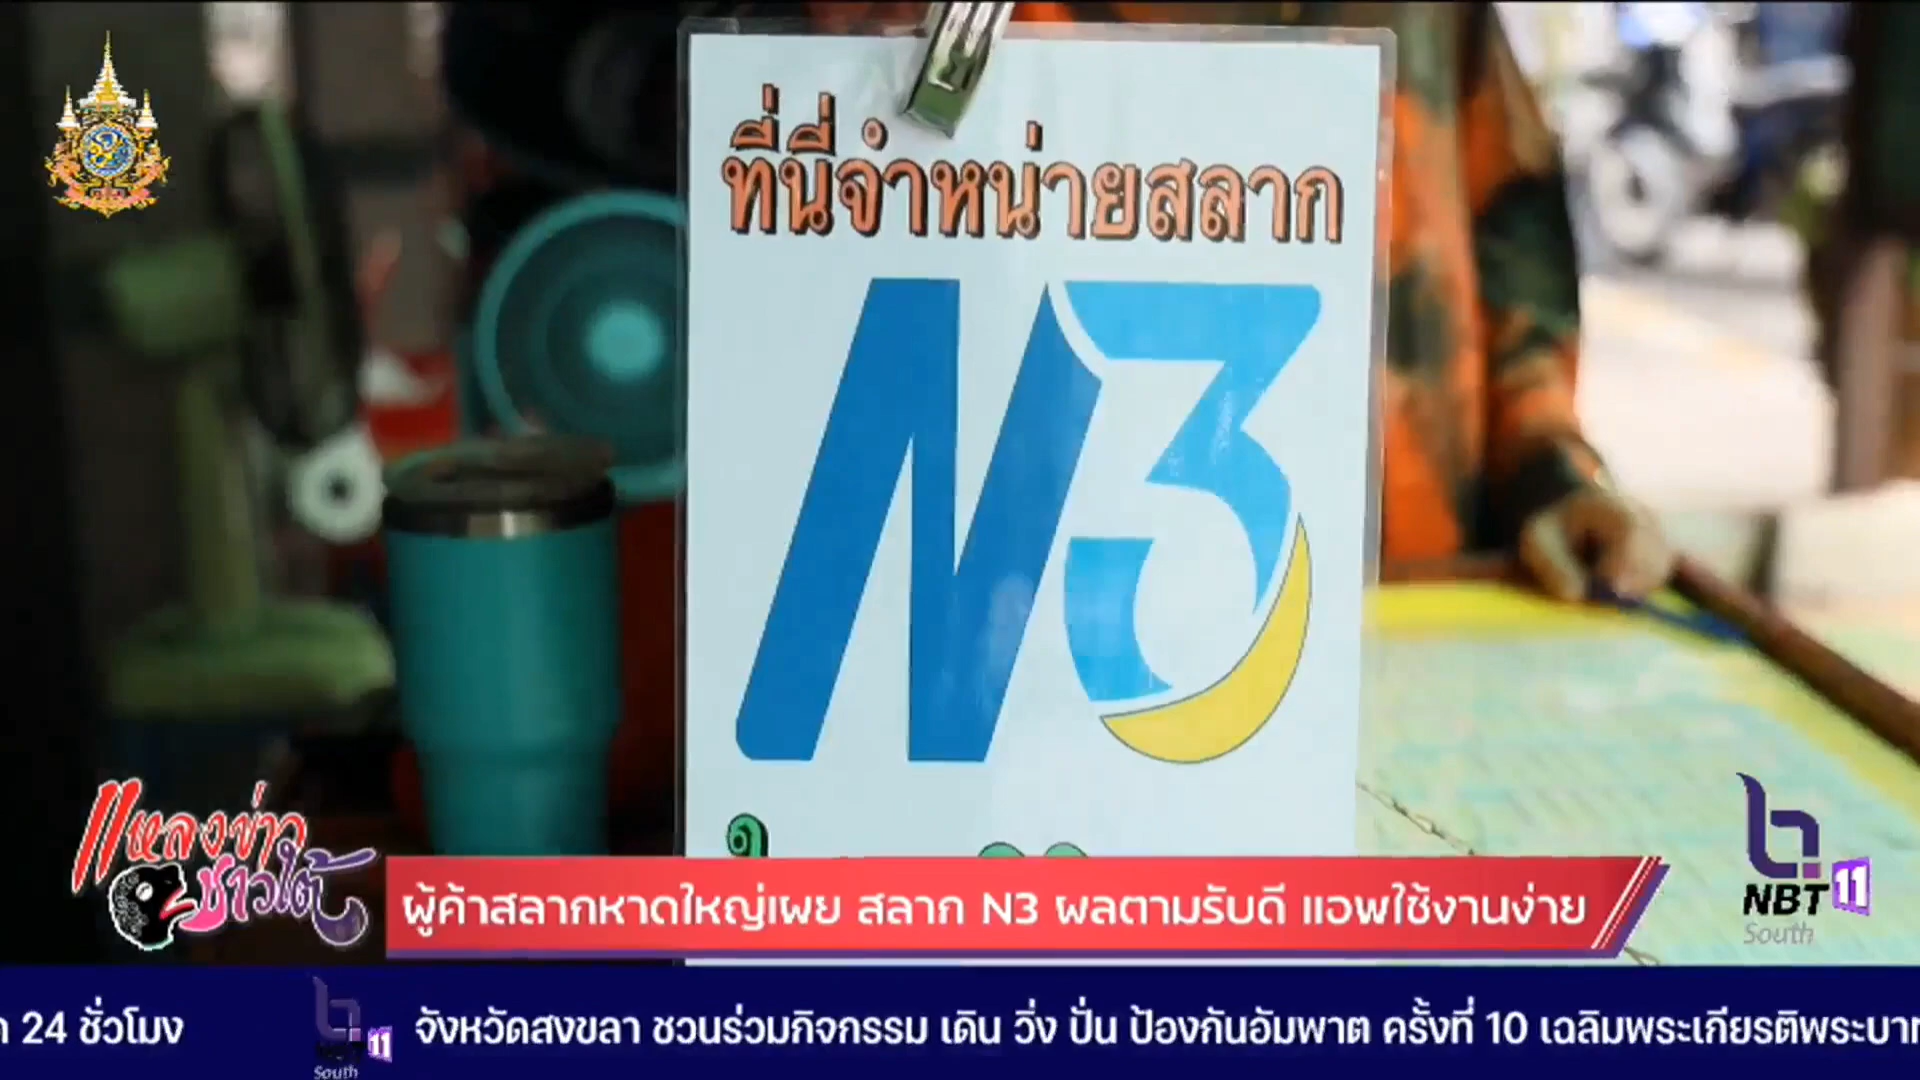 ที่นี่จำหน่ายสลาก
N3
แหลงข่าว
ชาวใต้
ผู้ค้าสลากหาดใหญ่เผย สลาก N3 ผลตามรับดี แอพใช้งานง่าย
NBT 11
South
24 ชั่วโมง
11
South
จังหวัดสงขลา ชวนร่วมกิจกรรม เดิน วิ่ง ปั่น ป้องกันอัมพาต ครั้งที่ 10 เฉลิมพระเกียรติพระบาท